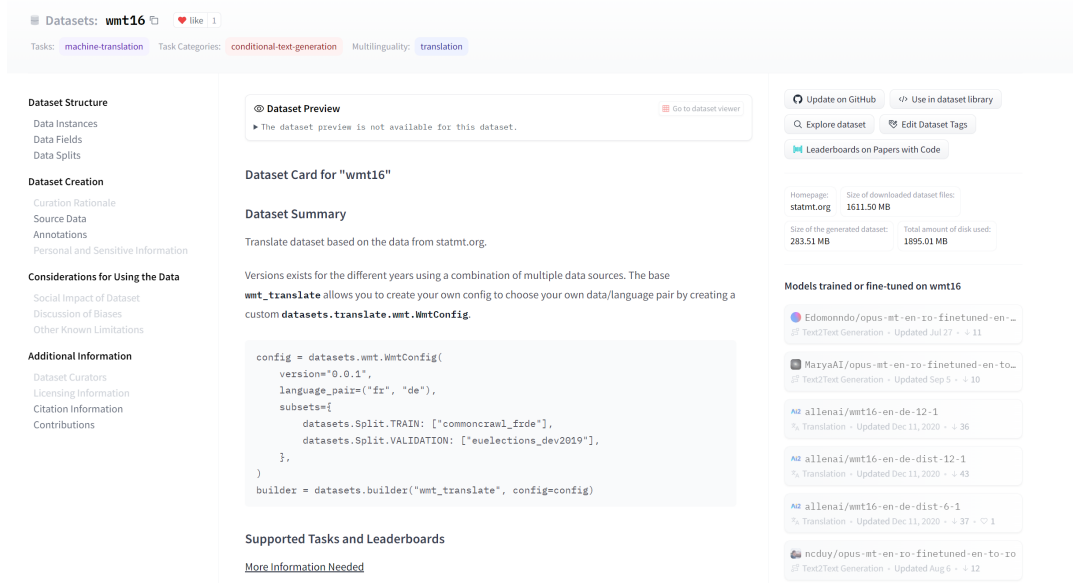 Datasets: wmt16 like 1
Tasks: machine-translation Task Categories: conditional-text-generation Multilinguality: translation
Dataset Structure
Data Instances
Data Fields
Data Splits
Dataset Creation
Curation Rationale
Source Data
Annotations
Personal and Sensitive Information
Considerations for Using the Data
Social Impact of Dataset
Discussion of Biases
Other Known Limitations
Additional Information
Dataset Curators
Licensing Information
Citation Information
Contributions
Dataset Preview Go to dataset viewer
The dataset preview is not available for this dataset.
Dataset Card for "wmt16"
Dataset Summary
Translate dataset based on the data from statmt.org.
Versions exists for the different years using a combination of multiple data sources. The base
wmt_translate allows you to create your own config to choose your own data/language pair by creating a
custom datasets.translate.wmt.WmtConfig.
config = datasets.wmt.WmtConfig(
    version="0.0.1",
    language_pair=("fr", "de"),
    subsets={
        datasets.Split.TRAIN: ["commoncrawl_frde"],
        datasets.Split.VALIDATION: ["euelections_dev2019"],
    },
)
builder = datasets.builder("wmt_translate", config=config)
Supported Tasks and Leaderboards
More Information Needed
Update on GitHub </> Use in dataset library
Explore dataset Edit Dataset Tags
Leaderboards on Papers with Code
Homepage: Size of downloaded dataset files:
statmt.org 1611.50 MB
Size of the generated dataset: Total amount of disk used:
283.51 MB 1895.01 MB
Models trained or fine-tuned on wmt16
Edomonndo/opus-mt-en-ro-finetuned-en-…
Text2Text Generation • Updated Jul 27 • ↓ 11
MaryaAI/opus-mt-en-ro-finetuned-en-to…
Text2Text Generation • Updated Sep 5 • ↓ 10
Ai2 allenai/wmt16-en-de-12-1
Translation • Updated Dec 11, 2020 • ↓ 36
Ai2 allenai/wmt16-en-de-dist-12-1
Translation • Updated Dec 11, 2020 • ↓ 43
Ai2 allenai/wmt16-en-de-dist-6-1
Translation • Updated Dec 11, 2020 • ↓ 37 • ♡ 1
ncduy/opus-mt-en-ro-finetuned-en-to-ro
Text2Text Generation • Updated Aug 6 • ↓ 12